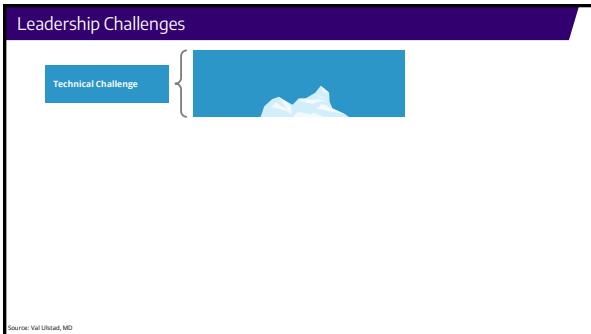 Leadership Challenges
Technical Challenge
Source: Val Ulstad, MD